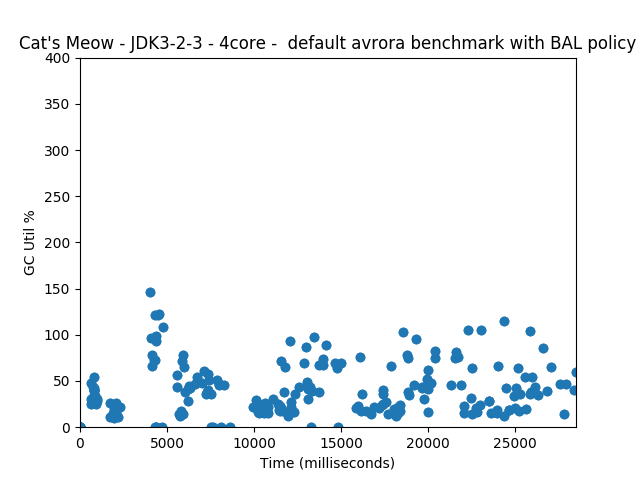 Cat's Meow - JDK3-2-3 - 4core -  default avrora benchmark with BAL policy
400
350
300
250
200
150
100
50
0
GC Util %
0 5000 10000 15000 20000 25000
Time (milliseconds)